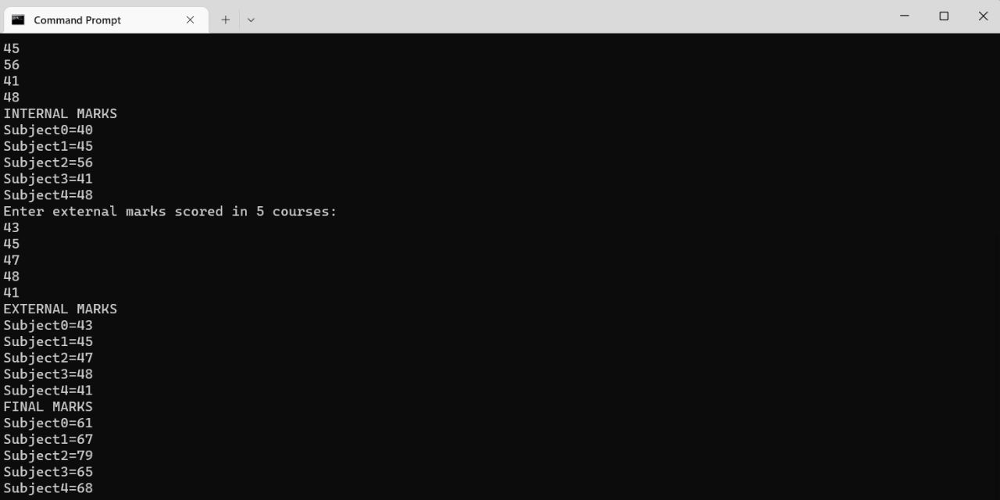 Command Prompt
45
56
41
48
INTERNAL MARKS
Subject0=40
Subject1=45
Subject2=56
Subject3=41
Subject4=48
Enter external marks scored in 5 courses:
43
45
47
48
41
EXTERNAL MARKS
Subject0=43
Subject1=45
Subject2=47
Subject3=48
Subject4=41
FINAL MARKS
Subject0=61
Subject1=67
Subject2=79
Subject3=65
Subject4=68